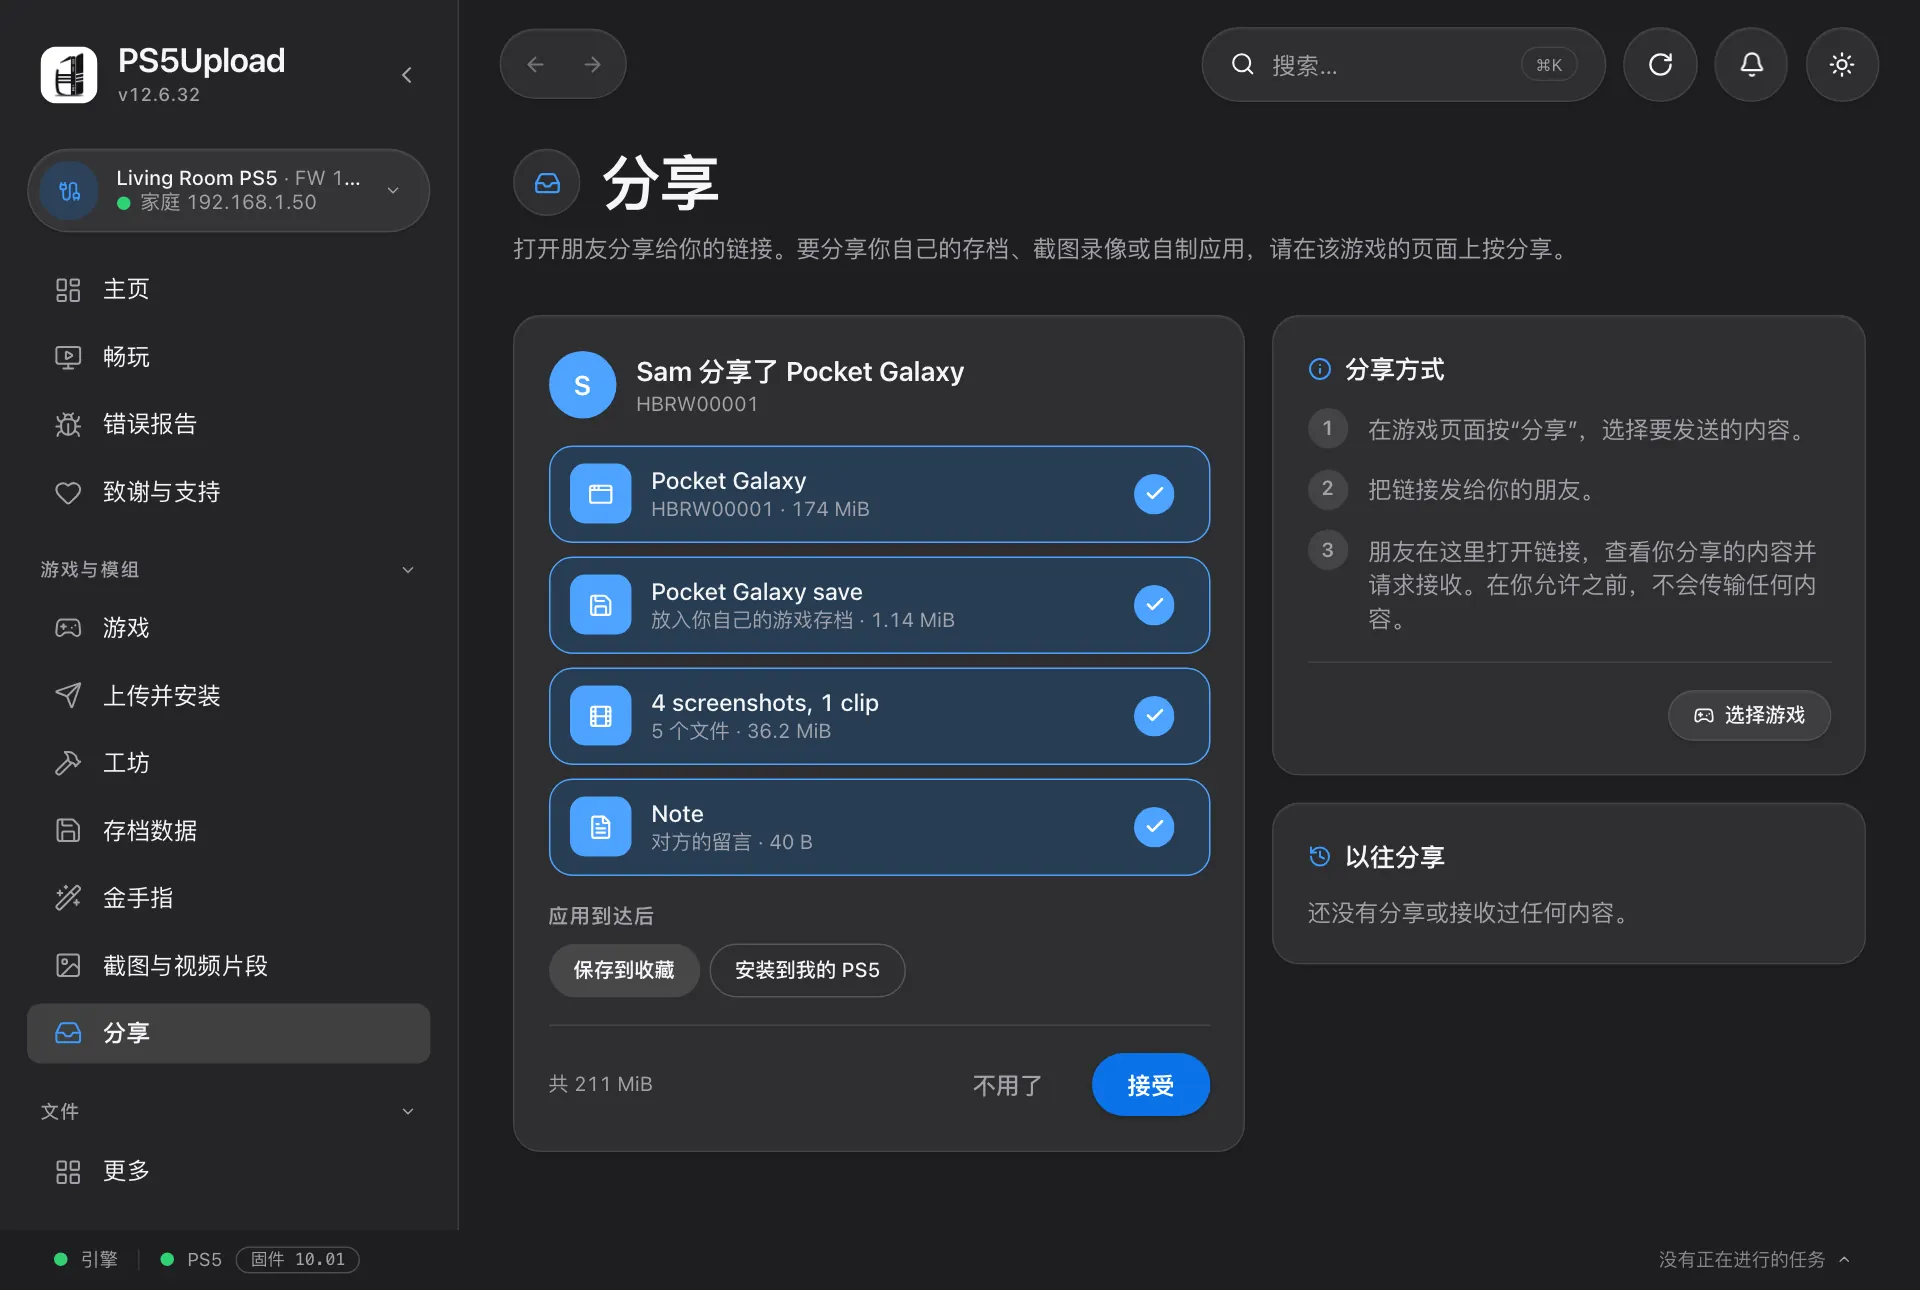 PS5Upload
v12.6.32
Living Room PS5 · FW 1...
家庭 192.168.1.50
主页
畅玩
错误报告
致谢与支持
游戏与模组
游戏
上传并安装
工坊
存档数据
金手指
截图与视频片段
分享
文件
更多
搜索...
⌘K
分享
打开朋友分享给你的链接。要分享你自己的存档、截图录像或自制应用，请在该游戏的页面上按分享。
S
Sam 分享了 Pocket Galaxy
HBRW00001
Pocket Galaxy
HBRW00001 · 174 MiB
Pocket Galaxy save
放入你自己的游戏存档 · 1.14 MiB
4 screenshots, 1 clip
5 个文件 · 36.2 MiB
Note
对方的留言 · 40 B
应用到达后
保存到收藏
安装到我的 PS5
共 211 MiB
不用了
接受
分享方式
1 在游戏页面按“分享”，选择要发送的内容。
2 把链接发给你的朋友。
3 朋友在这里打开链接，查看你分享的内容并
请求接收。在你允许之前，不会传输任何内
容。
选择游戏
以往分享
还没有分享或接收过任何内容。
引擎
PS5
固件 10.01
没有正在进行的任务